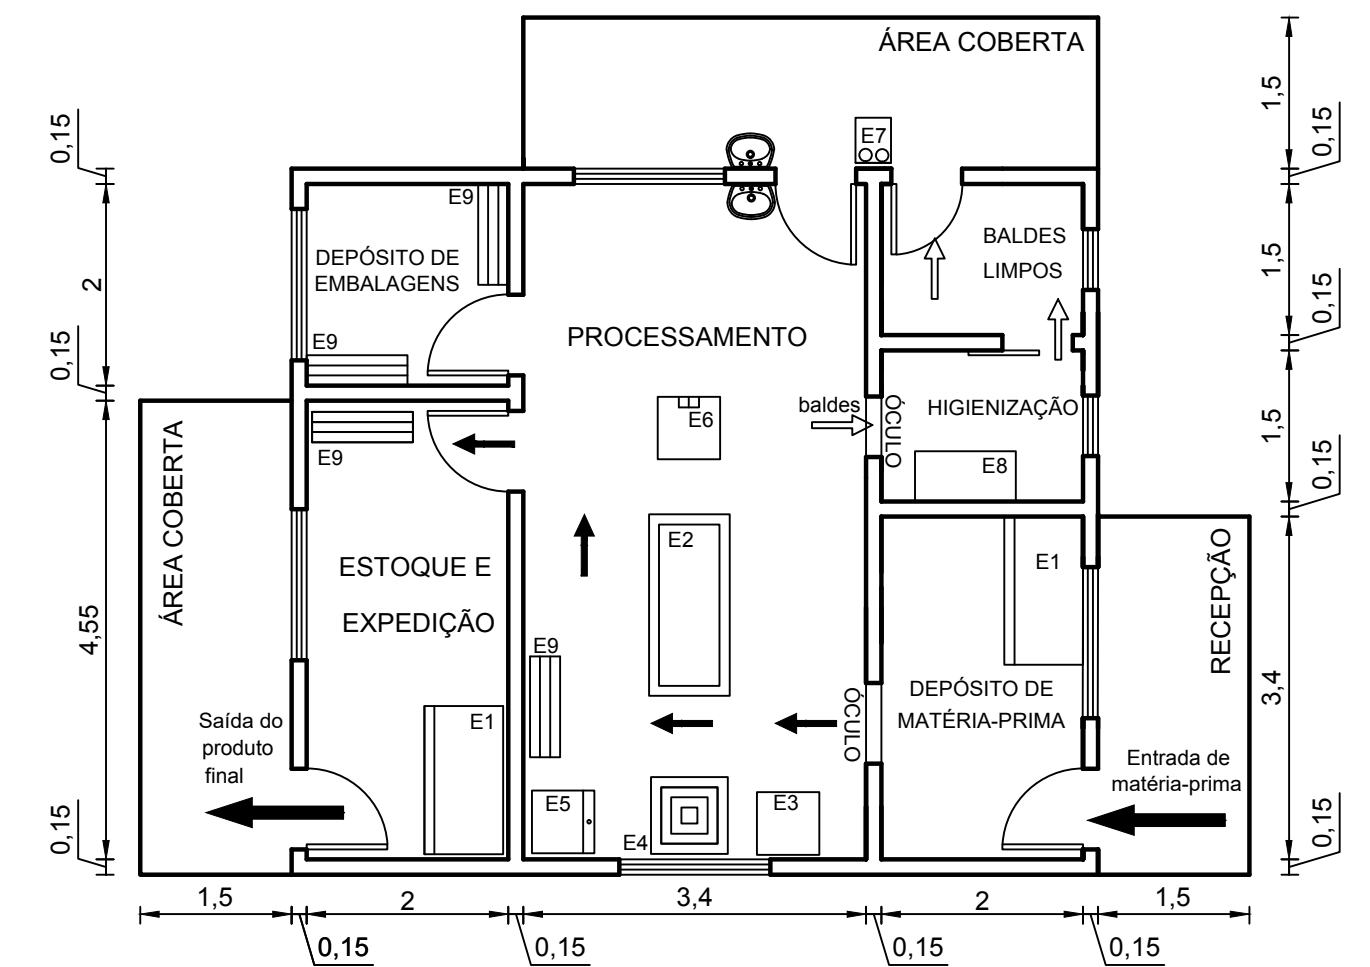 ÁREA COBERTA
1,5
0,15
0,15
E7
E9
DEPÓSITO DE
EMBALAGENS
BALDES
LIMPOS
1,5
2
0,15
E9
PROCESSAMENTO
0,15
ÁREA COBERTA
E9
E6
baldes
ÓCULO
HIGIENIZAÇÃO
E8
1,5
0,15
ESTOQUE E
EXPEDIÇÃO
E2
E1
RECEPÇÃO
4,55
E9
DEPÓSITO DE
MATÉRIA-PRIMA
3,4
Saída do
produto
final
E1
ÓCULO
Entrada de
matéria-prima
E5
E4
E3
0,15
0,15
1,5
2
3,4
2
1,5
0,15
0,15
0,15
0,15